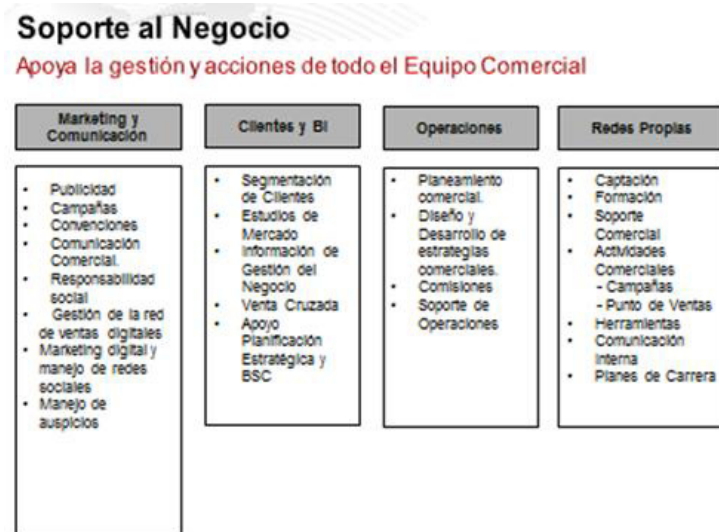 Soporte al Negocio
Apoya la gestión y acciones de todo el Equipo Comercial
Marketing y
Comunicación
• Publicidad
• Campañas
• Convenciones
• Comunicación
Comercial.
• Responsabilidad
social
• Gestión de la red
de ventas digitales
• Marketing digital y
manejo de redes
sociales
• Manejo de
auspicios
Clientes y BI
• Segmentación
de Clientes
• Estudios de
Mercado
• Información de
Gestión del
Negocio
• Venta Cruzada
• Apoyo
Planificación
Estratégica y
BSC
Operaciones
• Planeamiento
comercial.
• Diseño y
Desarrollo de
estrategias
comerciales.
• Comisiones
• Soporte de
Operaciones
Redes Propias
• Captación
• Formación
• Soporte
Comercial
• Actividades
Comerciales
- Campañas
- Punto de Ventas
• Herramientas
• Comunicación
Interna
• Planes de Carrera